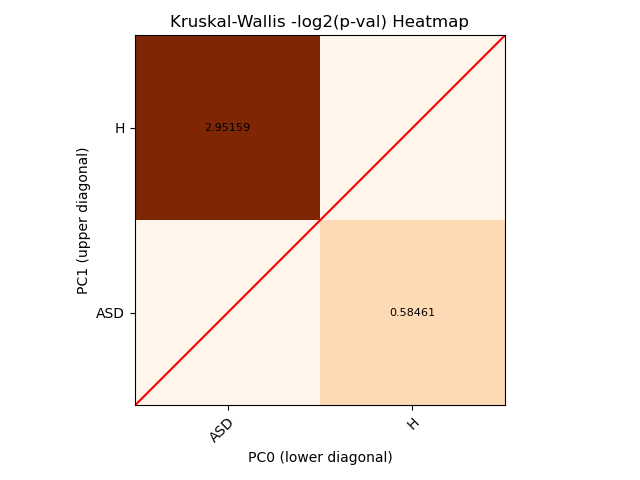 Kruskal-Wallis -log2(p-val) Heatmap
H
2.95159
PC1 (upper diagonal)
ASD
0.58461
ASD
H
PC0 (lower diagonal)